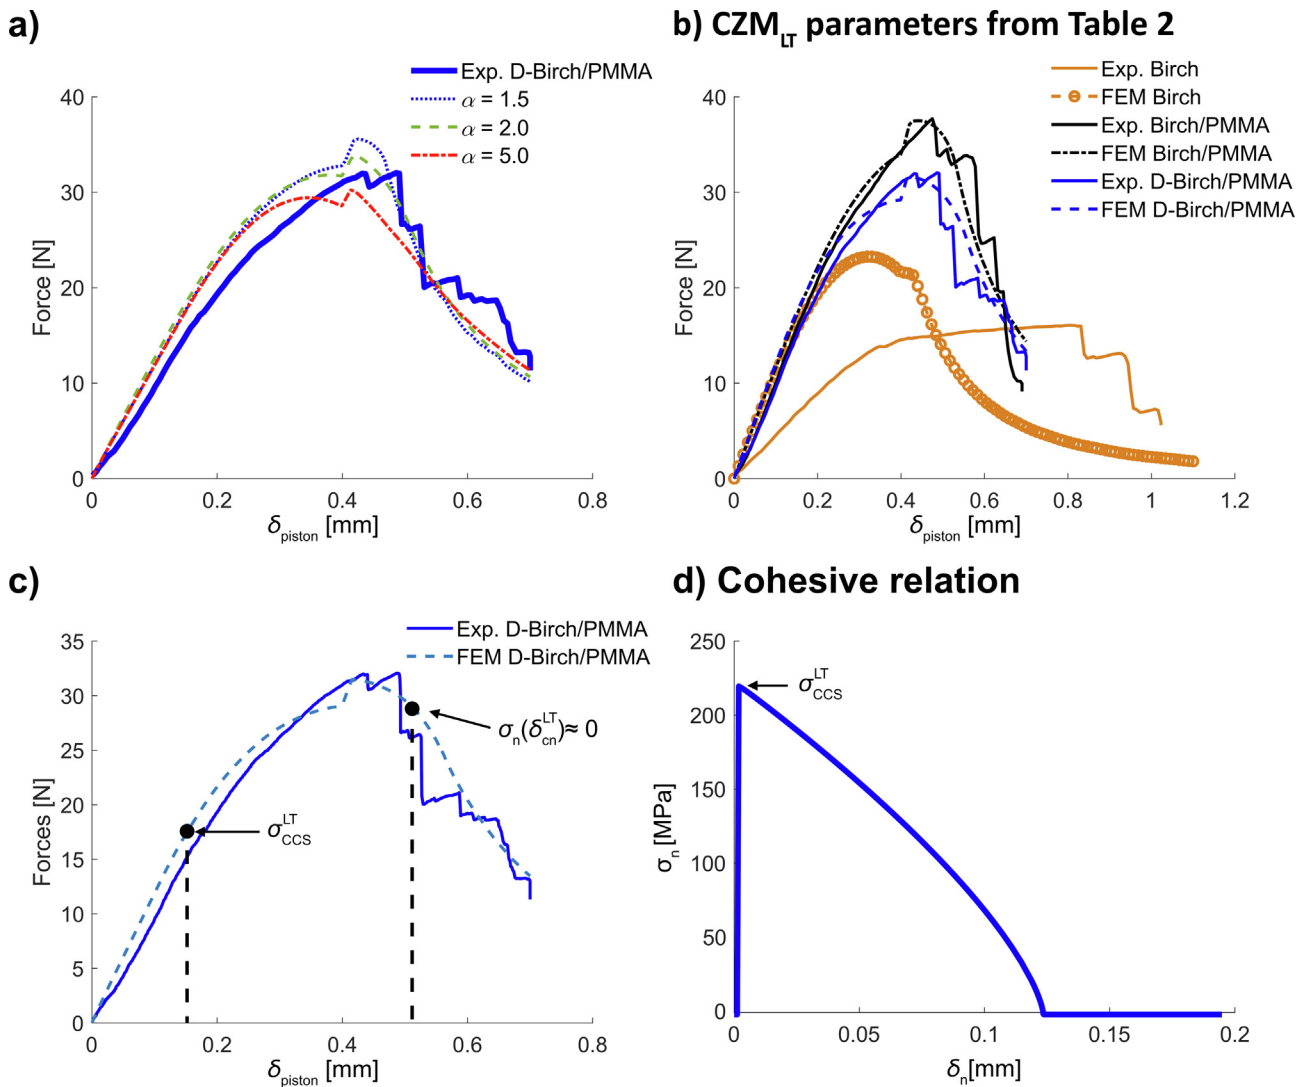 a)
Exp. D-Birch/PMMA
α = 1.5
α = 2.0
α = 5.0
40
30
20
10
0
Force [N]
0 0.2 0.4 0.6 0.8
δpiston [mm]
b) CZMLT parameters from Table 2
Exp. Birch
FEM Birch
Exp. Birch/PMMA
FEM Birch/PMMA
Exp. D-Birch/PMMA
FEM D-Birch/PMMA
40
30
20
10
0
Force [N]
0 0.2 0.4 0.6 0.8 1 1.2
δpiston [mm]
c)
Exp. D-Birch/PMMA
FEM D-Birch/PMMA
35
30
25
20
15
10
5
0
Forces [N]
σn(δcnLT)≈ 0
σCCSLT
0 0.2 0.4 0.6 0.8
δpiston [mm]
d) Cohesive relation
250
200
150
100
50
0
σn [MPa]
σCCSLT
0 0.05 0.1 0.15 0.2
δn[mm]